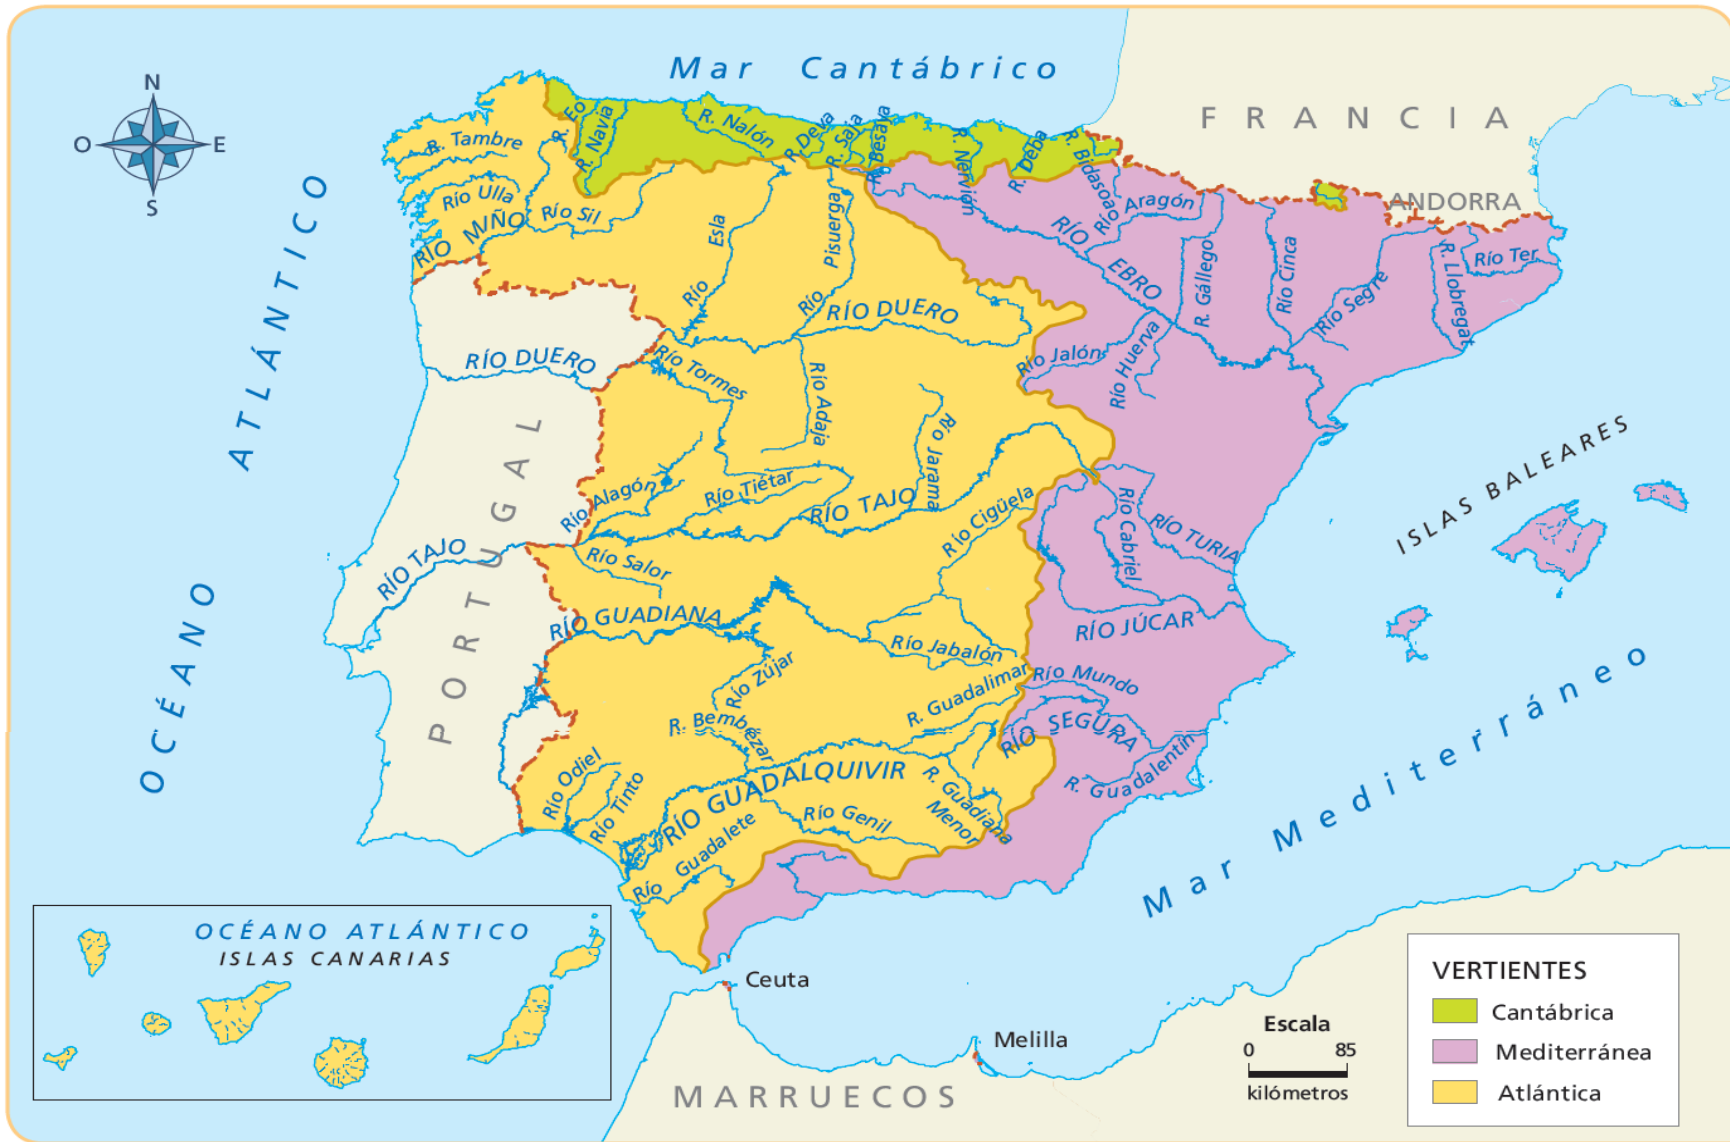 Mar Cantábrico
FRANCIA
ANDORRA
N
O
E
S
OCÉANO ATLÁNTICO
PORTUGAL
R. Eo
R. Navia
R. Nalón
R. Deva
R. Saja
R. Besaya
R. Nervión
R. Deba
R. Bidasoa
R. Tambre
Río Ulla
RÍO MIÑO
Río Sil
Río Esla
Río Pisuerga
RÍO DUERO
RÍO DUERO
Río Tormes
Río Adaja
Río Aragón
RÍO EBRO
R. Gállego
Río Cinca
Río Segre
R. Llobregat
Río Ter
Río Jalón
Río Huerva
Río Jarama
Río Alagón
Río Tiétar
RÍO TAJO
RÍO TAJO
Río Cigüela
Río Salor
RÍO GUADIANA
Río Cabriel
RÍO TURIA
RÍO JÚCAR
Río Jabalón
Río Zújar
R. Guadalimar
Río Mundo
RÍO SEGURA
R. Guadalentín
R. Bembézar
Río Odiel
Río Tinto
RÍO GUADALQUIVIR
R. Guadiana
Menor
Río Genil
Río Guadalete
ISLAS BALEARES
Mar Mediterráneo
OCÉANO ATLÁNTICO
ISLAS CANARIAS
Ceuta
Melilla
MARRUECOS
Escala
0 85
kilómetros
VERTIENTES
Cantábrica
Mediterránea
Atlántica